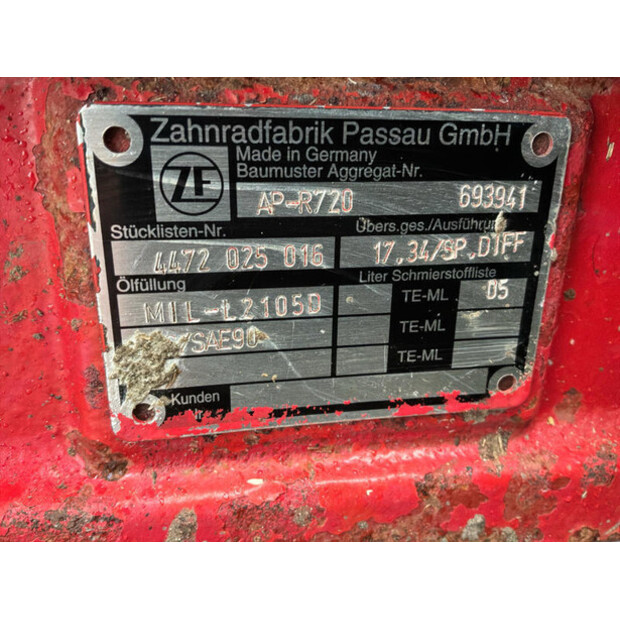 Zahnradfabrik Passau GmbH
ZF
Made in Germany
Baumuster Aggregat-Nr.
AP-R720 693941
Stücklisten-Nr. Übers.ges./Ausführun
4472 025 016 17.34/SP.DIFF
Ölfüllung Liter Schmierstoffliste
MIL-L2105D TE-ML 05
/SAE90 TE-ML
TE-ML
Kunden